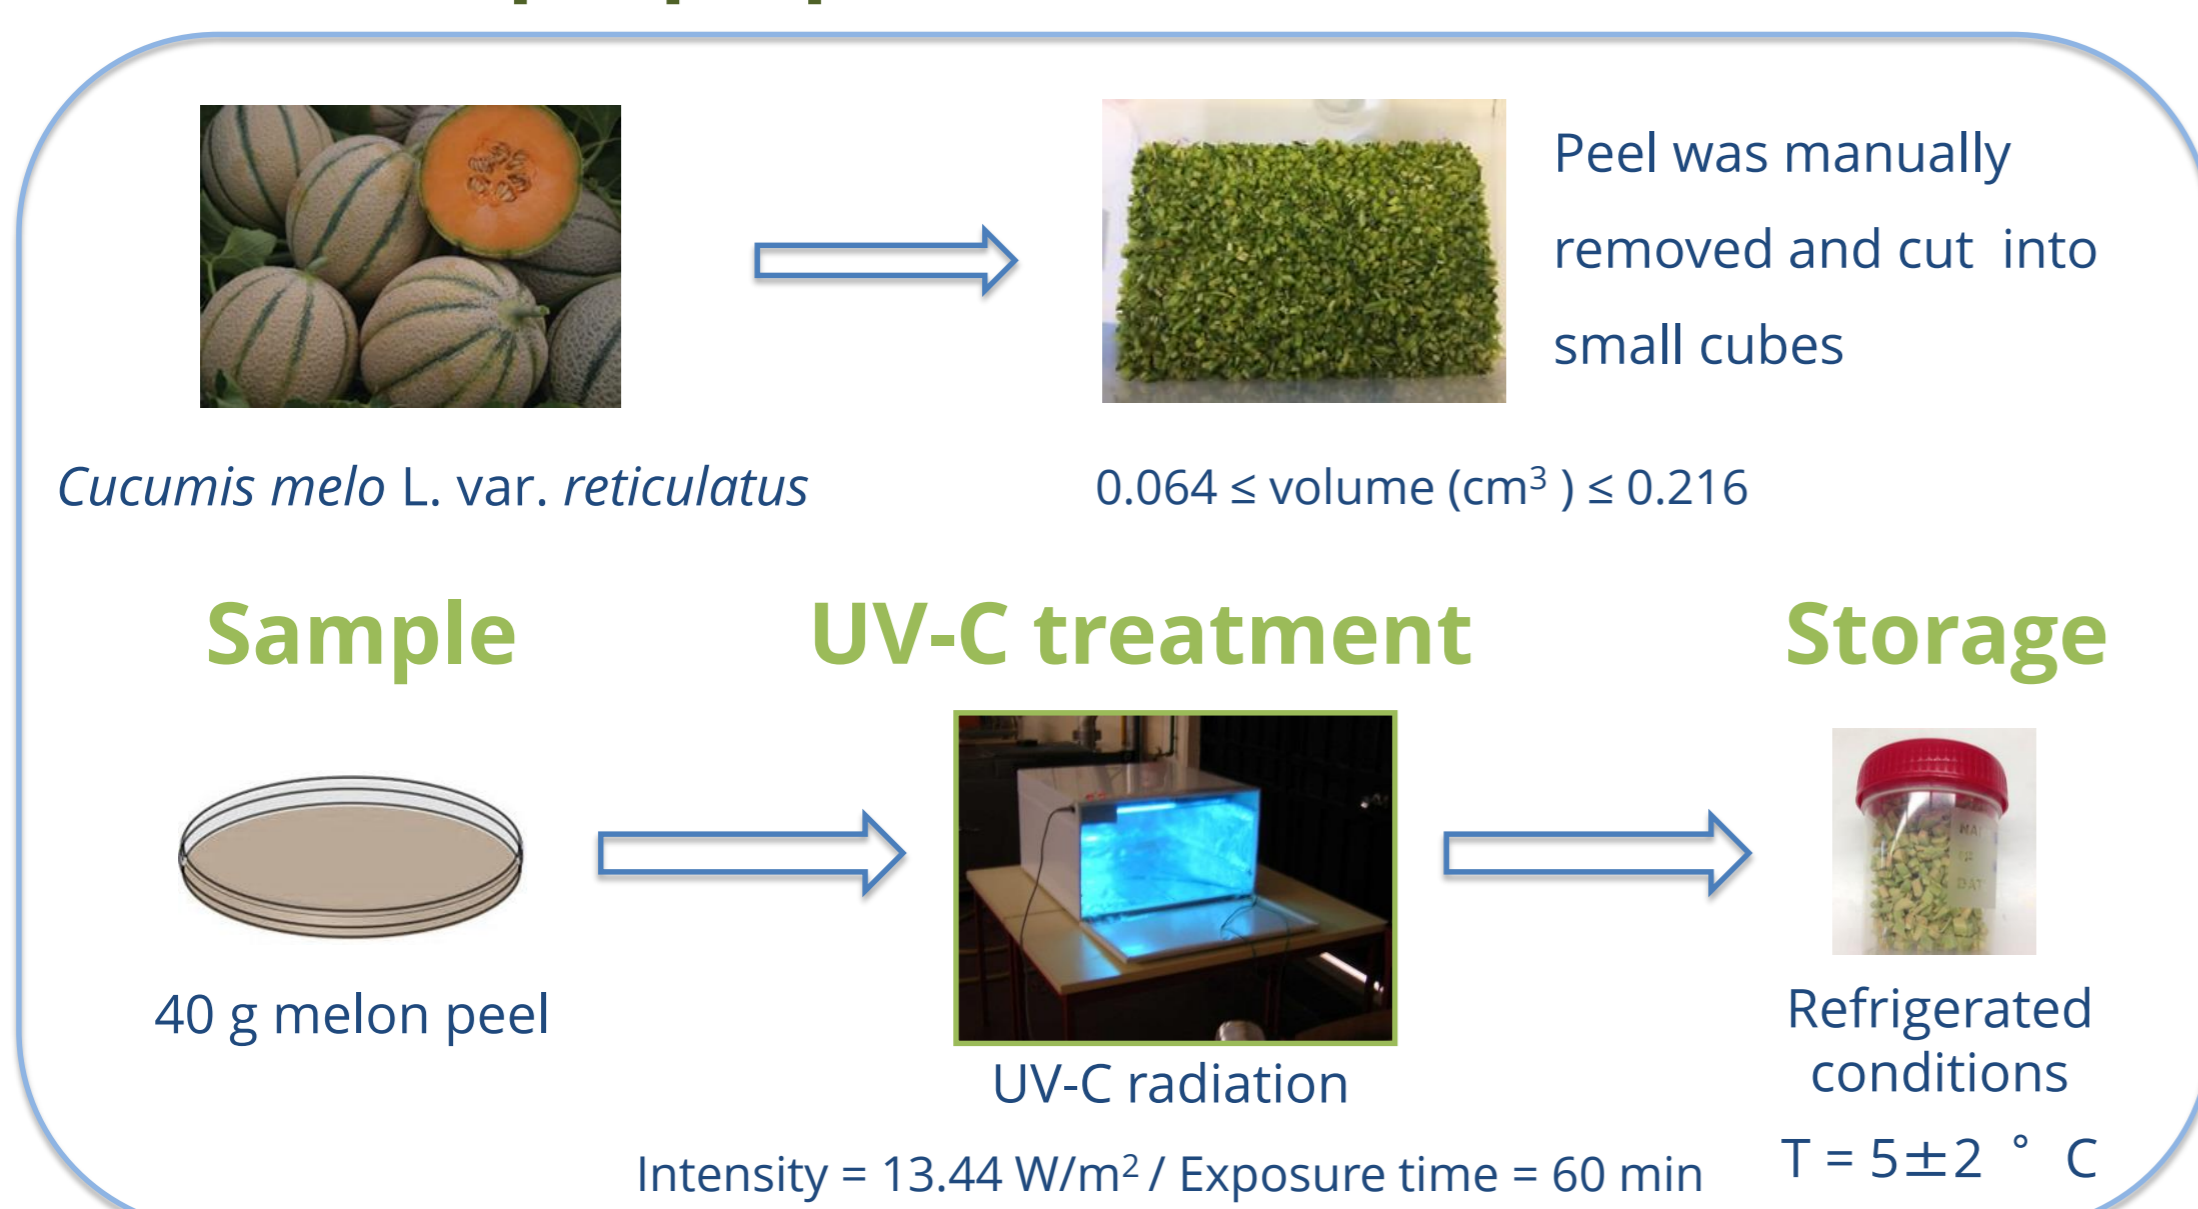 Peel was manually
removed and cut into
small cubes
Cucumis melo L. var. reticulatus
0.064 ≤ volume (cm³ ) ≤ 0.216
Sample
UV-C treatment
Storage
40 g melon peel
UV-C radiation
Intensity = 13.44 W/m² / Exposure time = 60 min
Refrigerated
conditions
T = 5±2 ° C